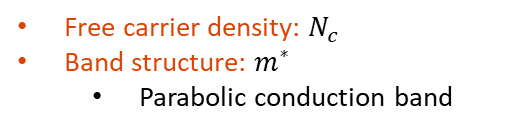 • Free carrier density: N_c
• Band structure: m*
• Parabolic conduction band